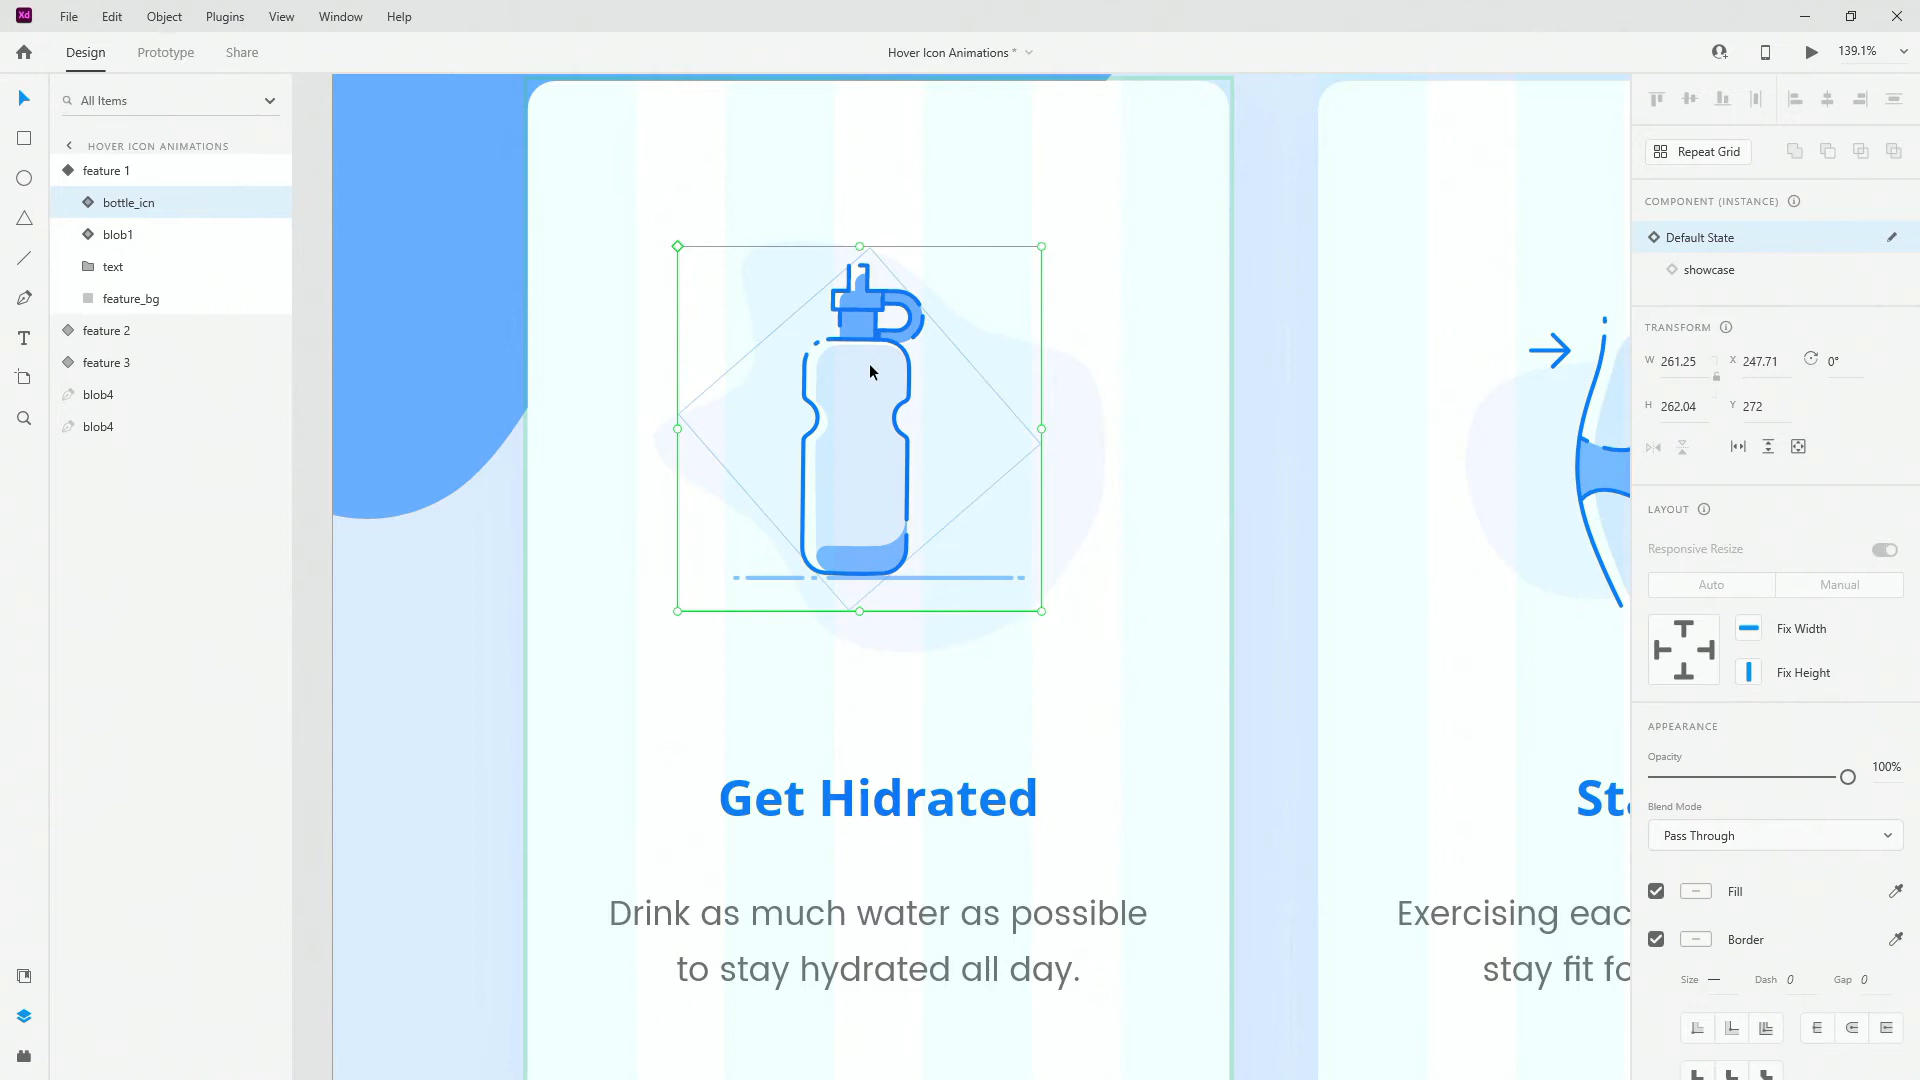 Xd
File Edit Object Plugins View Window Help
Design Prototype Share
Hover Icon Animations *
139.1%
All Items
HOVER ICON ANIMATIONS
feature 1
bottle_icn
blob1
text
feature_bg
feature 2
feature 3
blob4
blob4
Get Hidrated
Drink as much water as possible
to stay hydrated all day.
Sta
Exercising eac
stay fit fo
Repeat Grid
COMPONENT (INSTANCE)
Default State
showcase
TRANSFORM
W 261.25 X 247.71 0°
H 262.04 Y 272
LAYOUT
Responsive Resize
Auto Manual
Fix Width
Fix Height
APPEARANCE
Opacity
100%
Blend Mode
Pass Through
Fill
Border
Size — Dash 0 Gap 0